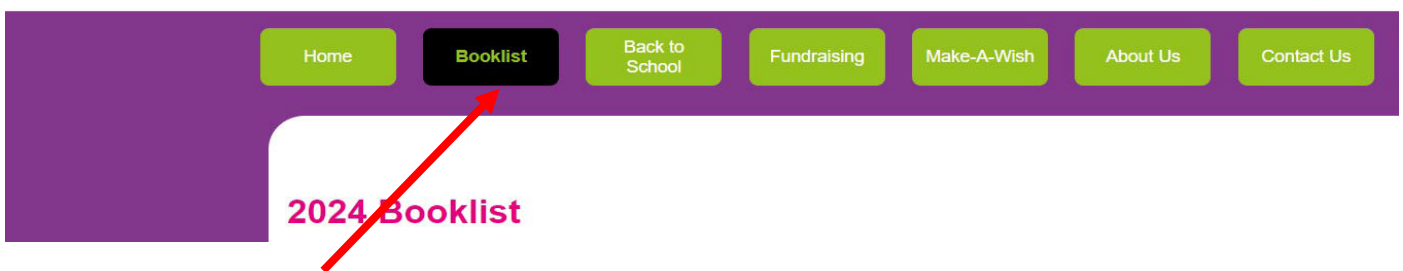 Home
Booklist
Back to
School
Fundraising
Make-A-Wish
About Us
Contact Us
2024 Booklist